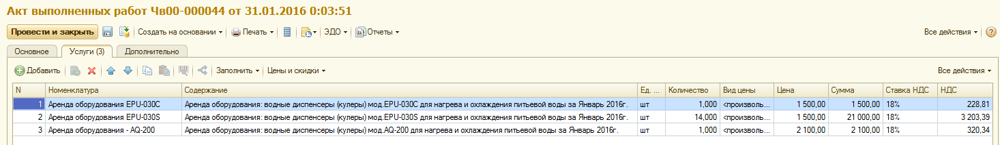 Акт выполненных работ Чв00-000044 от 31.01.2016 0:03:51
Провести и закрыть Создать на основании Печать ЭДО Отчеты Все действия ?
Основное Услуги (3) Дополнительно
Добавить Заполнить Цены и скидки Все действия
N Номенклатура Содержание Ед. ... Количество Вид цены Цена Сумма Ставка НДС НДС
1 Аренда оборудования EPU-030C Аренда оборудования: водные диспенсеры (кулеры) мод.EPU-030C для нагрева и охлаждения питьевой воды за Январь 2016г. шт 1,000 <произволь... 1 500,00 1 500,00 18% 228,81
2 Аренда оборудования EPU-030S Аренда оборудования: водные диспенсеры (кулеры) мод.EPU-030S для нагрева и охлаждения питьевой воды за Январь 2016г. шт 14,000 <произволь... 1 500,00 21 000,00 18% 3 203,39
3 Аренда оборудования - AQ-200 Аренда оборудования: водные диспенсеры (кулеры) мод.AQ-200 для нагрева и охлаждения питьевой воды за Январь 2016г. шт 1,000 <произволь... 2 100,00 2 100,00 18% 320,34